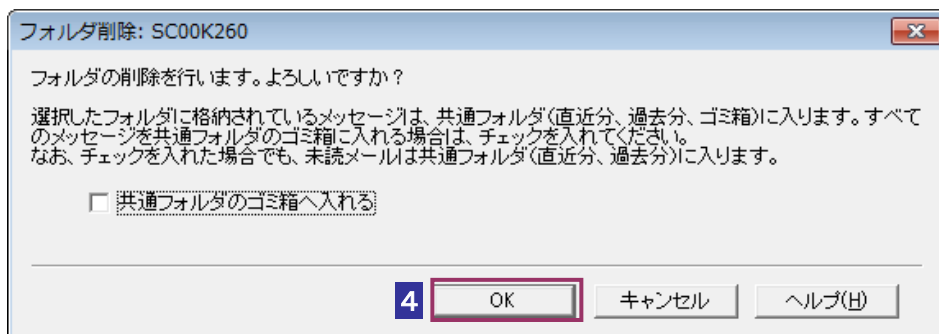 フォルダ削除: SC00K260
フォルダの削除を行います。よろしいですか？
選択したフォルダに格納されているメッセージは、共通フォルダ(直近分、過去分、ゴミ箱)に入ります。すべて
のメッセージを共通フォルダのゴミ箱に入れる場合は、チェックを入れてください。
なお、チェックを入れた場合でも、未読メールは共通フォルダ(直近分、過去分)に入ります。
共通フォルダのゴミ箱へ入れる
4 OK キャンセル ヘルプ(H)